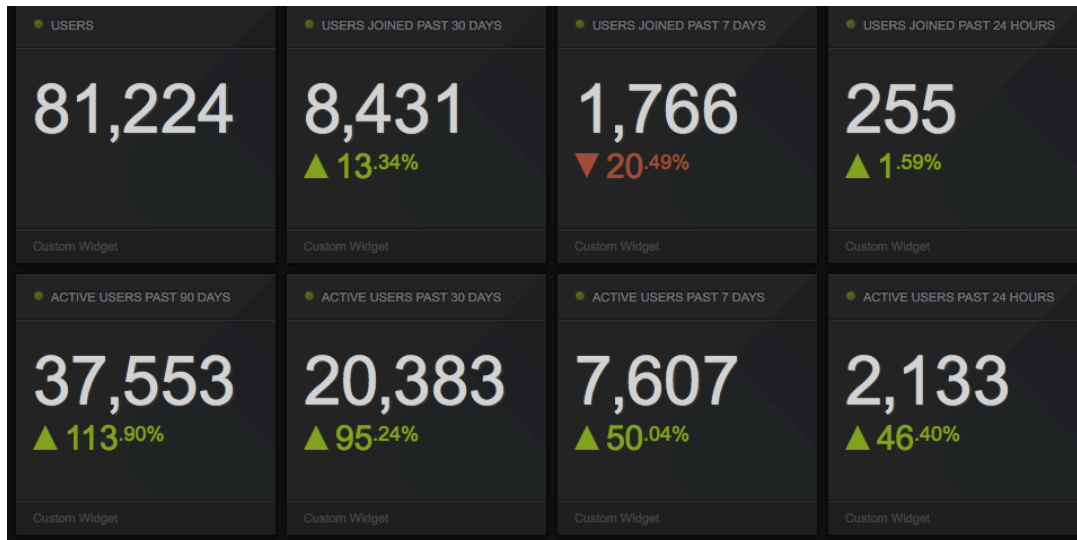 USERS
81,224
Custom Widget
USERS JOINED PAST 30 DAYS
8,431
▲ 13.34%
Custom Widget
USERS JOINED PAST 7 DAYS
1,766
▼ 20.49%
Custom Widget
USERS JOINED PAST 24 HOURS
255
▲ 1.59%
Custom Widget
ACTIVE USERS PAST 90 DAYS
37,553
▲ 113.90%
Custom Widget
ACTIVE USERS PAST 30 DAYS
20,383
▲ 95.24%
Custom Widget
ACTIVE USERS PAST 7 DAYS
7,607
▲ 50.04%
Custom Widget
ACTIVE USERS PAST 24 HOURS
2,133
▲ 46.40%
Custom Widget